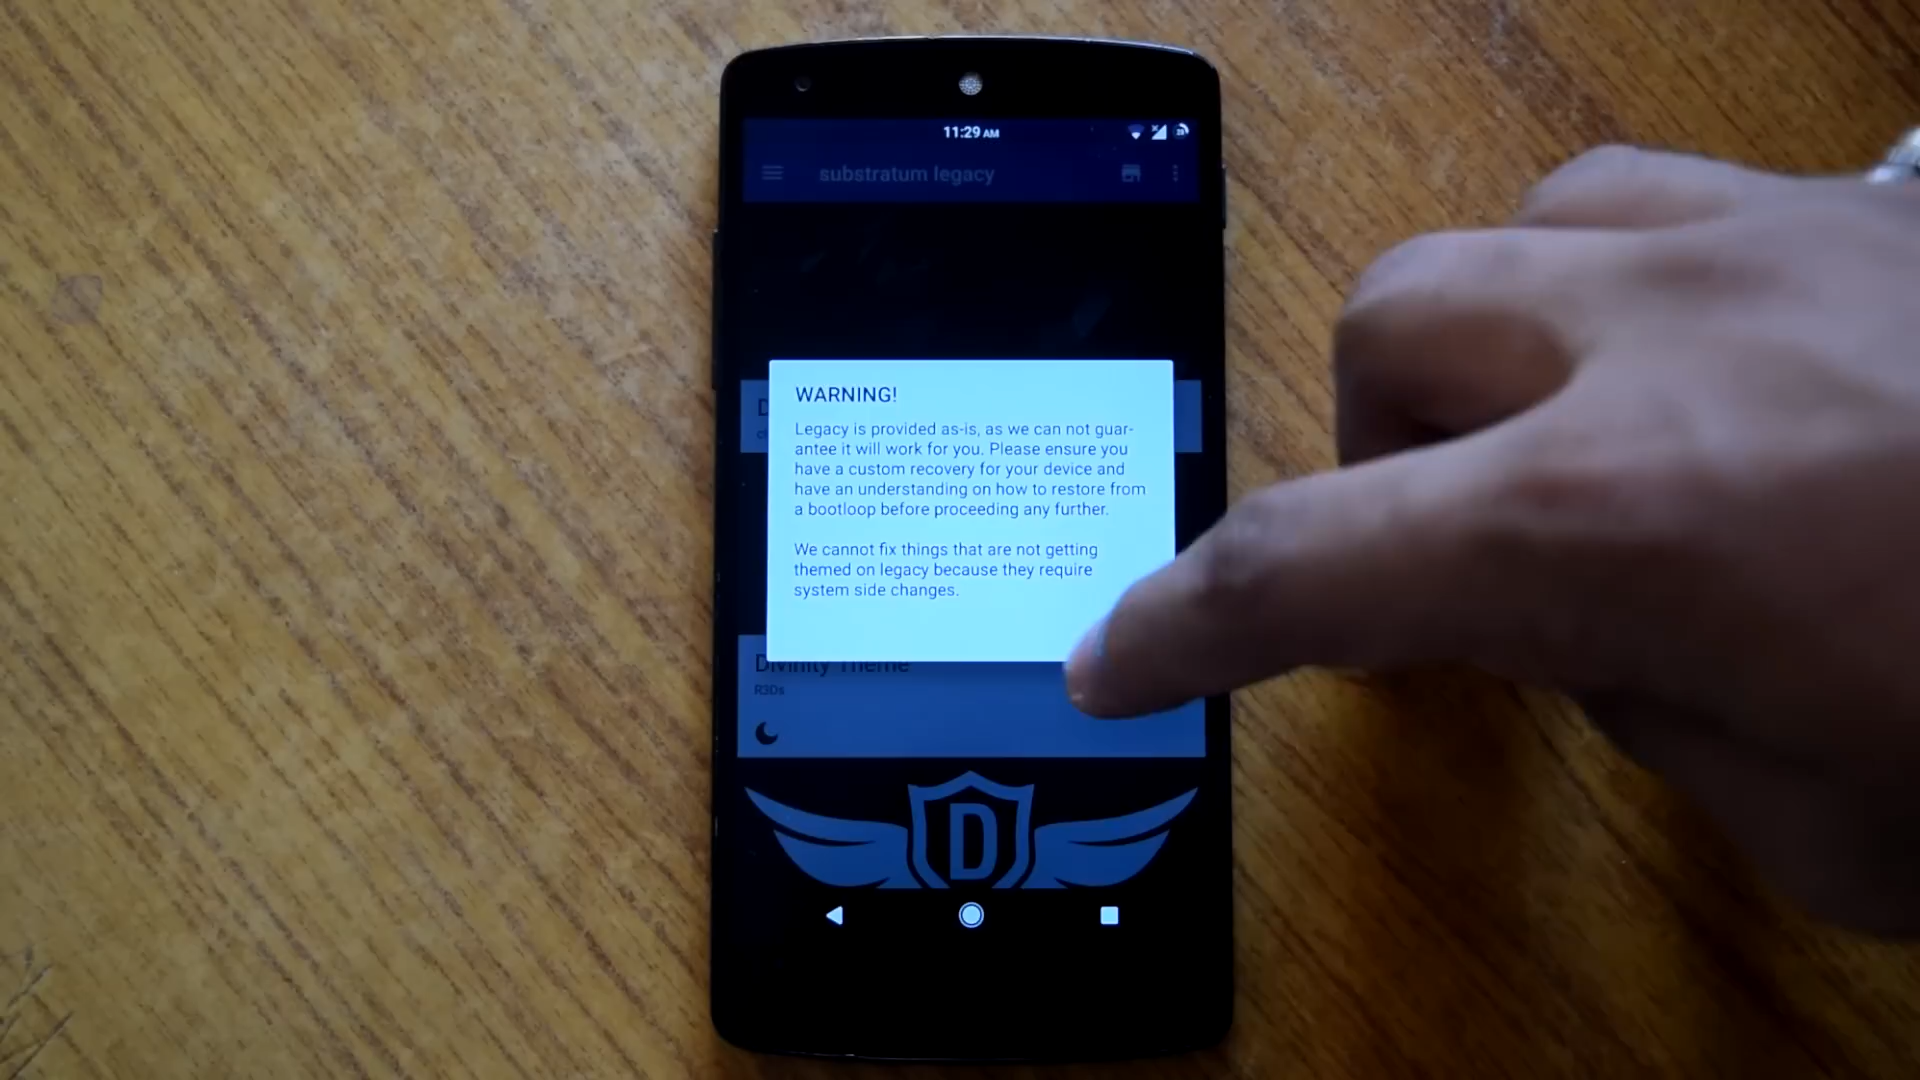 11:29 AM
substratum legacy
WARNING!
Legacy is provided as-is, as we can not guar-
antee it will work for you. Please ensure you
have a custom recovery for your device and
have an understanding on how to restore from
a bootloop before proceeding any further.
We cannot fix things that are not getting
themed on legacy because they require
system side changes.
Divinity Theme
R3Ds
D